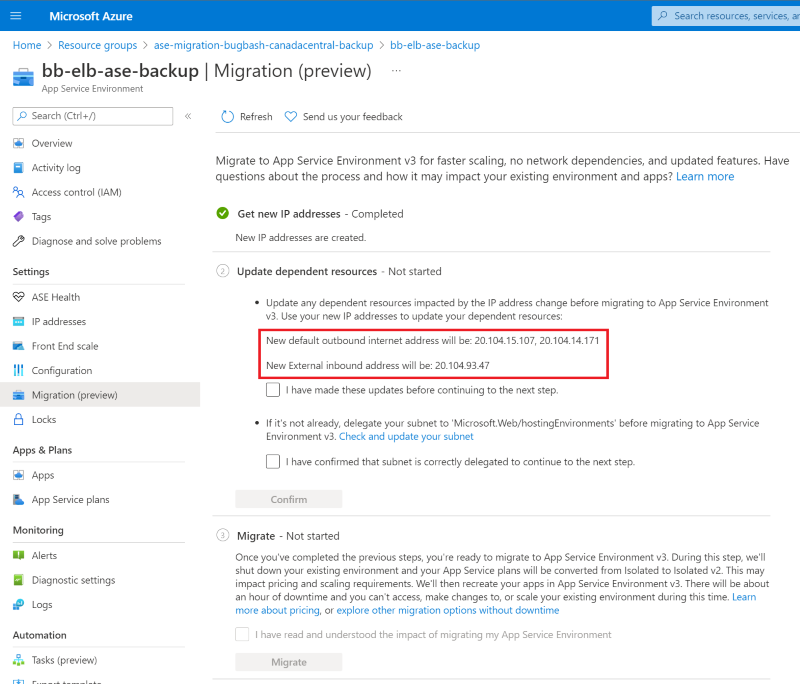 Microsoft Azure
Search resources, services, an
Home > Resource groups > ase-migration-bugbash-canadacentral-backup > bb-elb-ase-backup
bb-elb-ase-backup | Migration (preview) ...
App Service Environment
Search (Ctrl+/)
«
Refresh
Send us your feedback
Overview
Activity log
Access control (IAM)
Tags
Diagnose and solve problems
Settings
ASE Health
IP addresses
Front End scale
Configuration
Migration (preview)
Locks
Apps & Plans
Apps
App Service plans
Monitoring
Alerts
Diagnostic settings
Logs
Automation
Tasks (preview)
Export template
Migrate to App Service Environment v3 for faster scaling, no network dependencies, and updated features. Have
questions about the process and how it may impact your existing environment and apps? Learn more
Get new IP addresses - Completed
New IP addresses are created.
2 Update dependent resources - Not started
• Update any dependent resources impacted by the IP address change before migrating to App Service Environment
v3. Use your new IP addresses to update your dependent resources:
New default outbound internet address will be: 20.104.15.107, 20.104.14.171
New External inbound address will be: 20.104.93.47
I have made these updates before continuing to the next step.
• If it's not already, delegate your subnet to 'Microsoft.Web/hostingEnvironments' before migrating to App Service
Environment v3. Check and update your subnet
I have confirmed that subnet is correctly delegated to continue to the next step.
Confirm
3 Migrate - Not started
Once you've completed the previous steps, you're ready to migrate to App Service Environment v3. During this step, we'll
shut down your existing environment and your App Service plans will be converted from Isolated to Isolated v2. This may
impact pricing and scaling requirements. We'll then recreate your apps in App Service Environment v3. There will be about
an hour of downtime and you can't access, make changes to, or scale your existing environment during this time. Learn
more about pricing, or explore other migration options without downtime
I have read and understood the impact of migrating my App Service Environment
Migrate